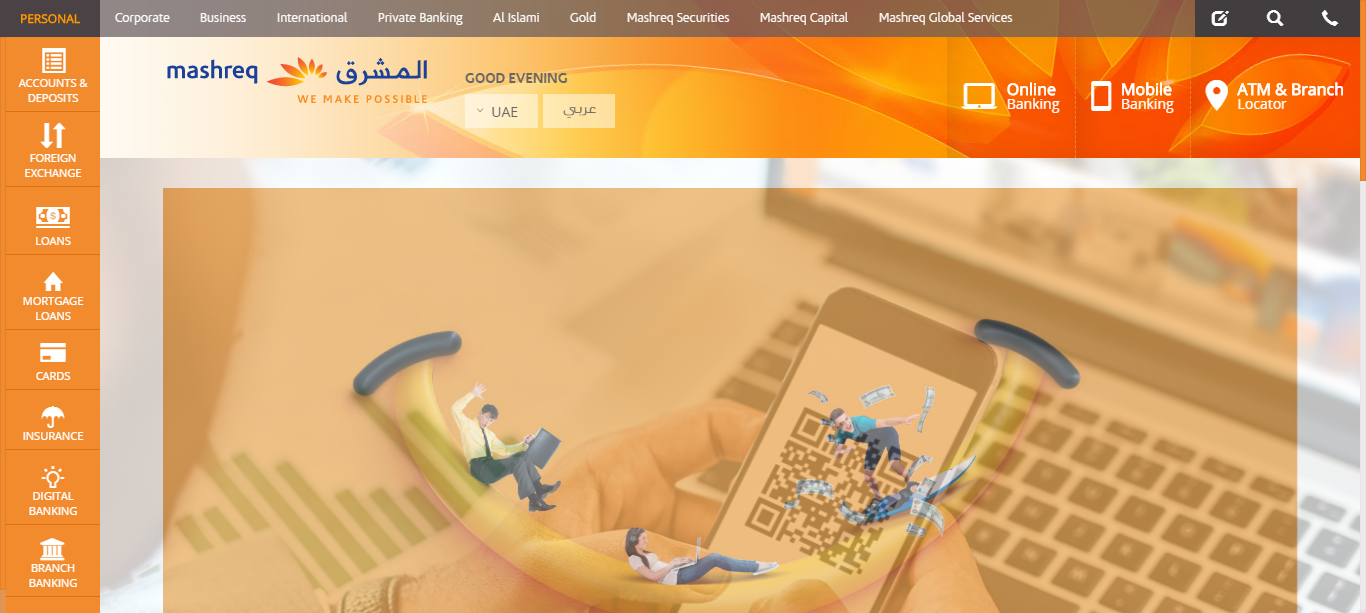 PERSONAL
Corporate
Business
International
Private Banking
Al Islami
Gold
Mashreq Securities
Mashreq Capital
Mashreq Global Services
ACCOUNTS &
DEPOSITS
FOREIGN
EXCHANGE
LOANS
MORTGAGE
LOANS
CARDS
INSURANCE
DIGITAL
BANKING
BRANCH
BANKING
mashreq المشرق
WE MAKE POSSIBLE
GOOD EVENING
UAE
عربي
Online
Banking
Mobile
Banking
ATM & Branch
Locator